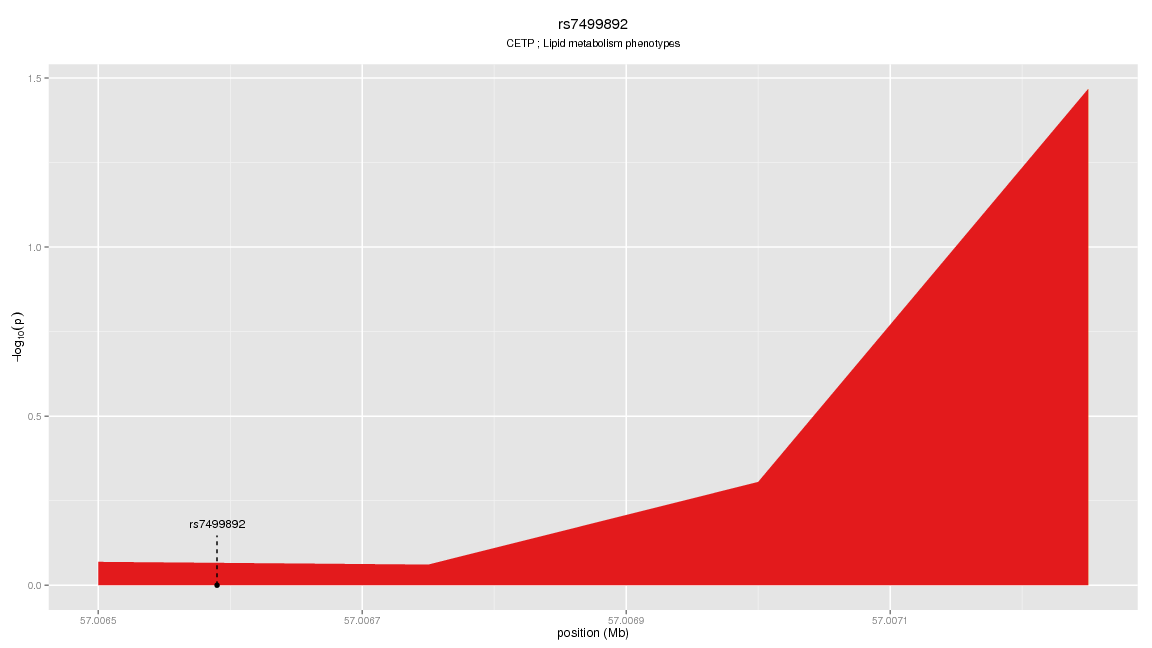 rs7499892
CETP ; Lipid metabolism phenotypes
1.5
1.0
0.5
0.0
−log10(p)
rs7499892
57.0065
57.0067
57.0069
57.0071
position (Mb)